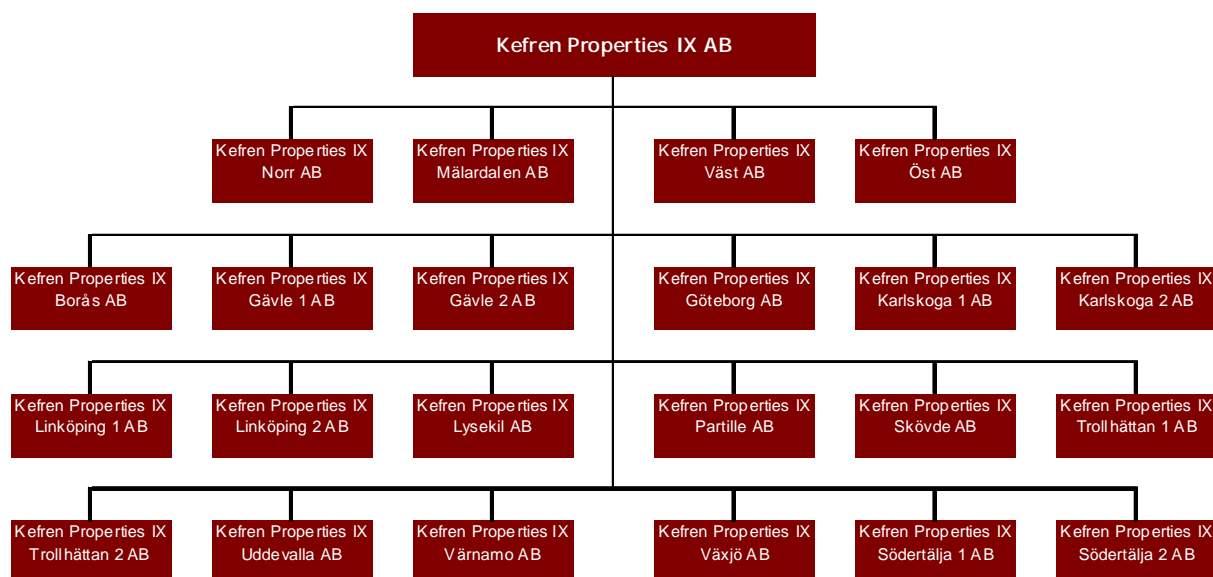 Kefren Properties IX AB
Kefren Properties IX
Norr AB
Kefren Properties IX
Mälardalen AB
Kefren Properties IX
Väst AB
Kefren Properties IX
Öst AB
Kefren Properties IX
Borås AB
Kefren Properties IX
Gävle 1 AB
Kefren Properties IX
Gävle 2 AB
Kefren Properties IX
Göteborg AB
Kefren Properties IX
Karlskoga 1 AB
Kefren Properties IX
Karlskoga 2 AB
Kefren Properties IX
Linköping 1 AB
Kefren Properties IX
Linköping 2 AB
Kefren Properties IX
Lysekil AB
Kefren Properties IX
Partille AB
Kefren Properties IX
Skövde AB
Kefren Properties IX
Trollhättan 1 AB
Kefren Properties IX
Trollhättan 2 AB
Kefren Properties IX
Uddevalla AB
Kefren Properties IX
Värnamo AB
Kefren Properties IX
Växjö AB
Kefren Properties IX
Södertälja 1 AB
Kefren Properties IX
Södertälja 2 AB